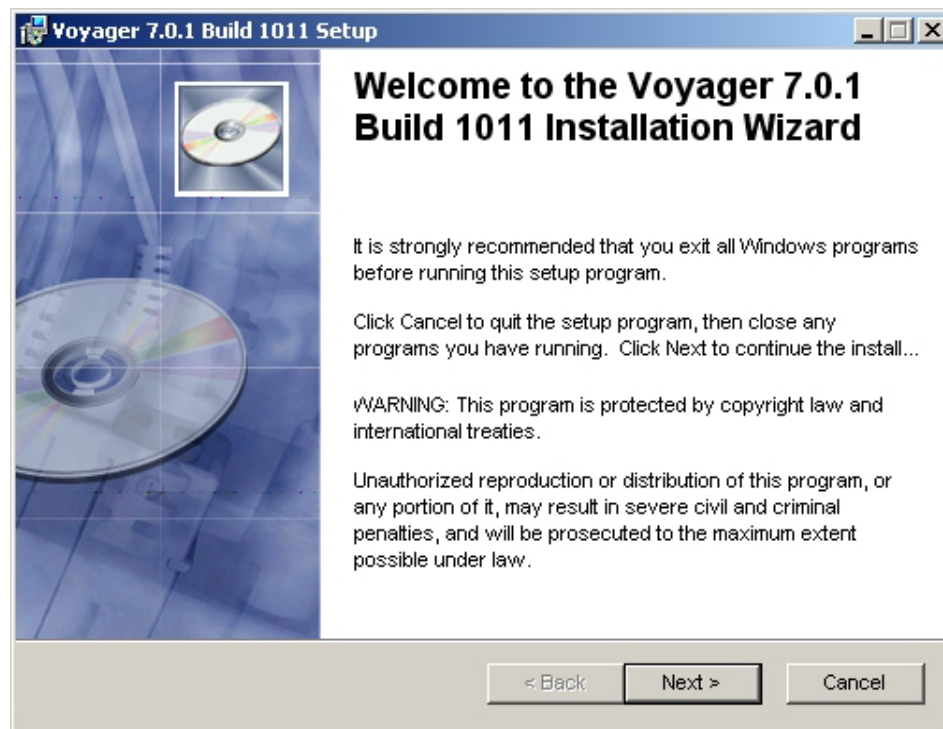 Voyager 7.0.1 Build 1011 Setup
Welcome to the Voyager 7.0.1
Build 1011 Installation Wizard
It is strongly recommended that you exit all Windows programs
before running this setup program.
Click Cancel to quit the setup program, then close any
programs you have running. Click Next to continue the install...
WARNING: This program is protected by copyright law and
international treaties.
Unauthorized reproduction or distribution of this program, or
any portion of it, may result in severe civil and criminal
penalties, and will be prosecuted to the maximum extent
possible under law.
< Back
Next >
Cancel